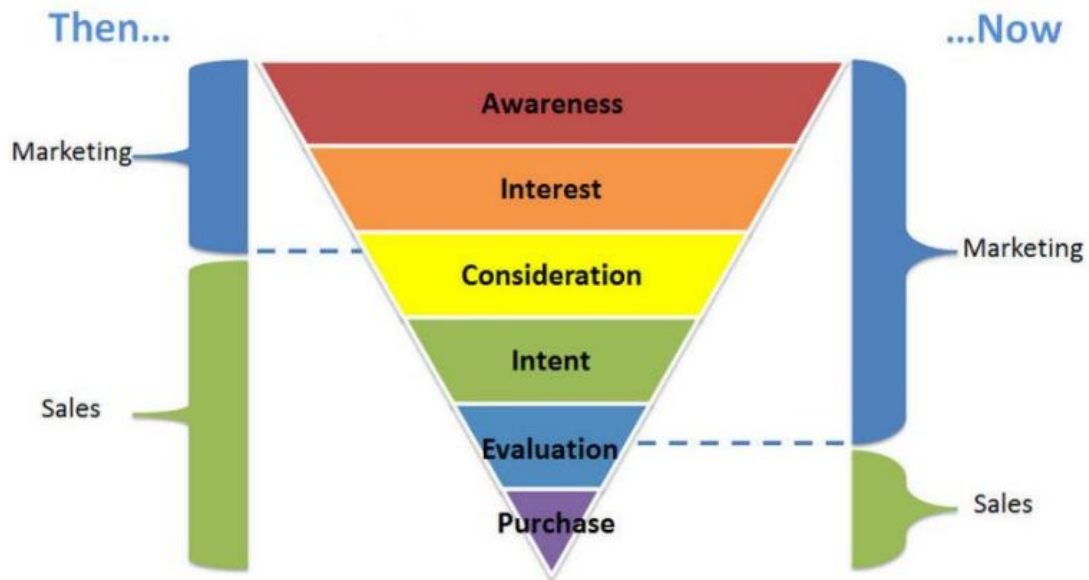 Then...
...Now
Awareness
Marketing
Interest
Consideration
Marketing
Intent
Sales
Evaluation
Sales
Purchase